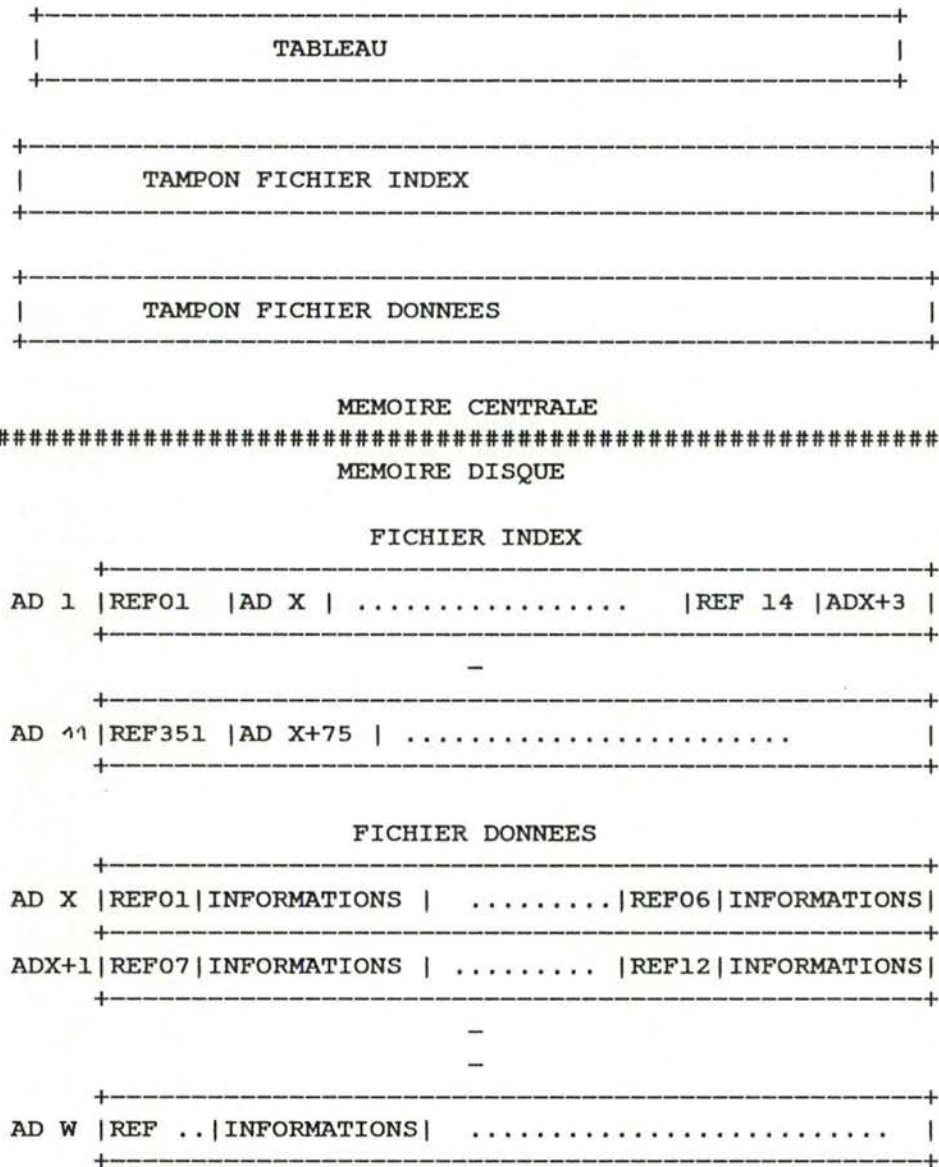 TABLEAU
TAMPON FICHIER INDEX
TAMPON FICHIER DONNEES
MEMOIRE CENTRALE
##########################################################
MEMOIRE DISQUE
FICHIER INDEX
AD 1 |REF01 |AD X | ................. |REF 14 |ADX+3 |
–
AD 11 |REF351 |AD X+75 | ........................ |
FICHIER DONNEES
AD X |REF01|INFORMATIONS | .........|REF06|INFORMATIONS|
ADX+1|REF07|INFORMATIONS | ......... |REF12|INFORMATIONS|
–
–
AD W |REF ..|INFORMATIONS| .......................... |